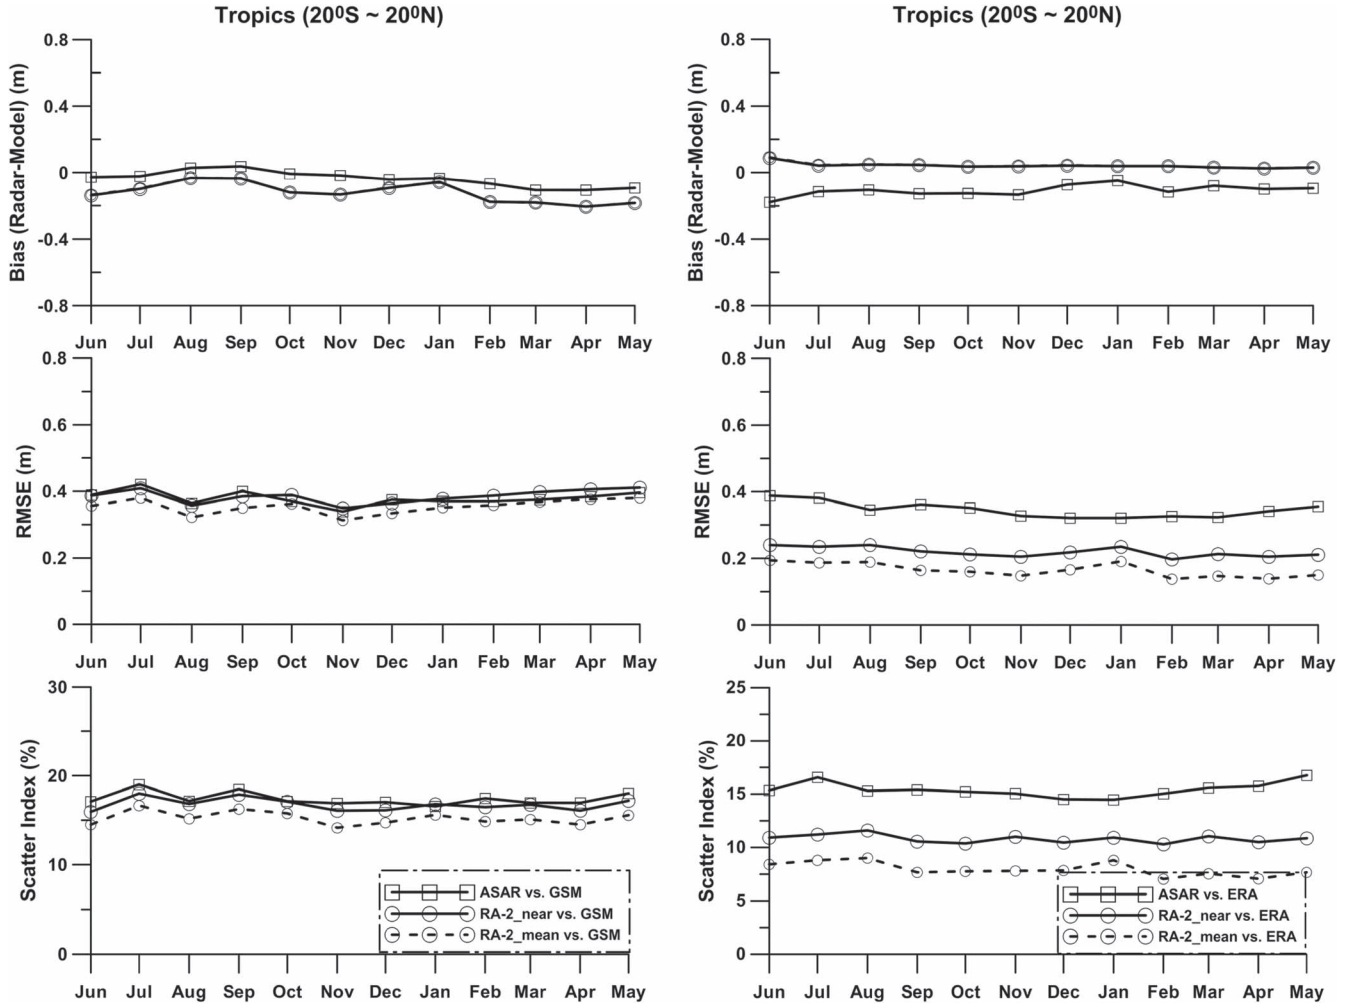 Tropics (20⁰S ~ 20⁰N)
Bias (Radar-Model) (m)
0.8
0.4
0
-0.4
-0.8
Jun Jul Aug Sep Oct Nov Dec Jan Feb Mar Apr May
RMSE (m)
0.8
0.6
0.4
0.2
0
Jun Jul Aug Sep Oct Nov Dec Jan Feb Mar Apr May
Scatter Index (%)
30
20
10
0
ASAR vs. GSM
RA-2_near vs. GSM
RA-2_mean vs. GSM
Jun Jul Aug Sep Oct Nov Dec Jan Feb Mar Apr May
Tropics (20⁰S ~ 20⁰N)
Bias (Radar-Model) (m)
0.8
0.4
0
-0.4
-0.8
Jun Jul Aug Sep Oct Nov Dec Jan Feb Mar Apr May
RMSE (m)
0.8
0.6
0.4
0.2
0
Jun Jul Aug Sep Oct Nov Dec Jan Feb Mar Apr May
Scatter Index (%)
25
20
15
10
5
0
ASAR vs. ERA
RA-2_near vs. ERA
RA-2_mean vs. ERA
Jun Jul Aug Sep Oct Nov Dec Jan Feb Mar Apr May